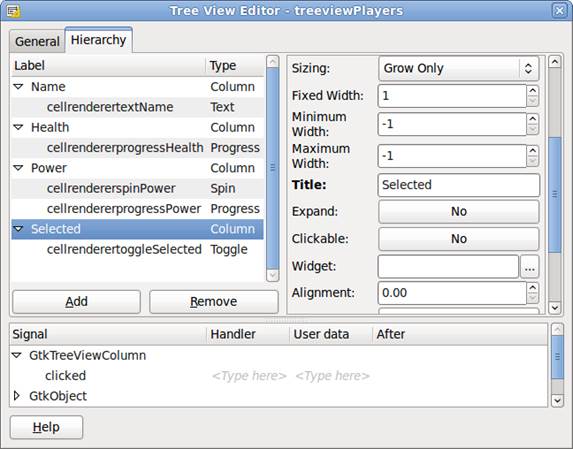 Tree View Editor - treeviewPlayers
General Hierarchy
Label Type
Name Column
cellrenderertextName Text
Health Column
cellrendererprogressHealth Progress
Power Column
cellrendererspinPower Spin
cellrendererprogressPower Progress
Selected Column
cellrenderertoggleSelected Toggle
Add Remove
Sizing: Grow Only
Fixed Width: 1
Minimum
Width: -1
Maximum
Width: -1
Title: Selected
Expand: No
Clickable: No
Widget: ...
Alignment: 0.00
Signal Handler User data After
GtkTreeViewColumn
clicked <Type here> <Type here>
GtkObject
Help